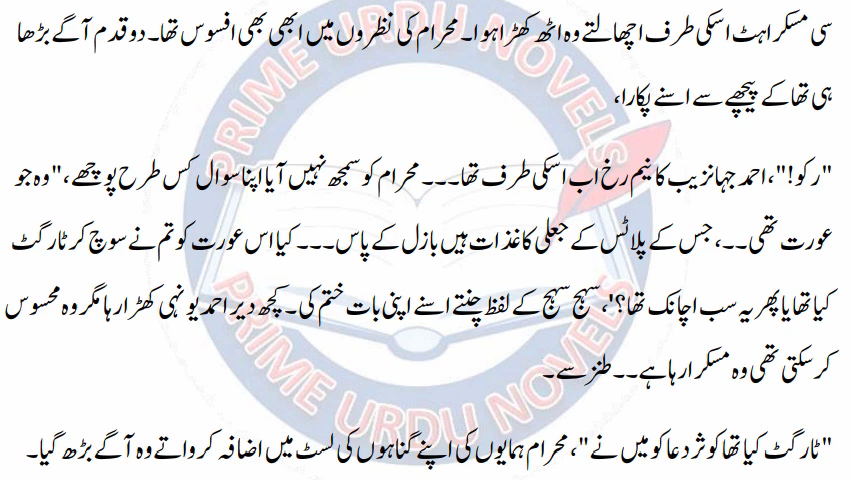 سی مسکراہٹ اسکی طرف اچھالتے وہ اٹھ کھڑا ہوا۔ محرام کی نظروں میں ابھی بھی افسوس تھا۔ دو قدم آگے بڑھا
ہی تھا کے پیچھے سے اسنے پکارا،
"رکو!"، احمد جہانزیب کا نیم رخ اب اسکی طرف تھا۔۔۔ محرام کو سمجھ نہیں آیا اپنا سوال کس طرح پوچھے، "وہ جو
عورت تھی۔۔، جس کے پلاٹس کے جعلی کاغذات ہیں بازل کے پاس۔۔۔ کیا اس عورت کو تم نے سوچ کر ٹارگٹ
کیا تھا یا پھر یہ سب اچانک تھا؟'، سہج سہج کے لفظ چنتے اسنے اپنی بات ختم کی۔ کچھ دیر احمد یونہی کھڑا رہا مگر وہ محسوس
کر سکتی تھی وہ مسکرا رہا ہے۔۔ طنز سے۔
"ٹارگٹ کیا تھا کوثر دعا کو میں نے"، محرام ہمایوں کی اپنے گناہوں کی لسٹ میں اضافہ کرواتے وہ آگے بڑھ گیا۔
PRIME URDU NOVELS
PRIME URDU NOVELS